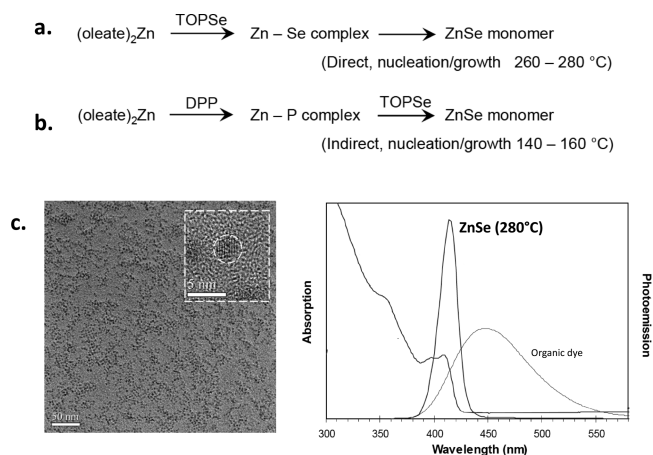 a. (oleate)₂Zn TOPSe Zn – Se complex ZnSe monomer
(Direct, nucleation/growth 260 – 280 °C)
b. (oleate)₂Zn DPP Zn – P complex TOPSe ZnSe monomer
(Indirect, nucleation/growth 140 – 160 °C)
c.
5 nm
50 nm
ZnSe (280°C)
Organic dye
Absorption
Photoemission
300 350 400 450 500 550
Wavelength (nm)